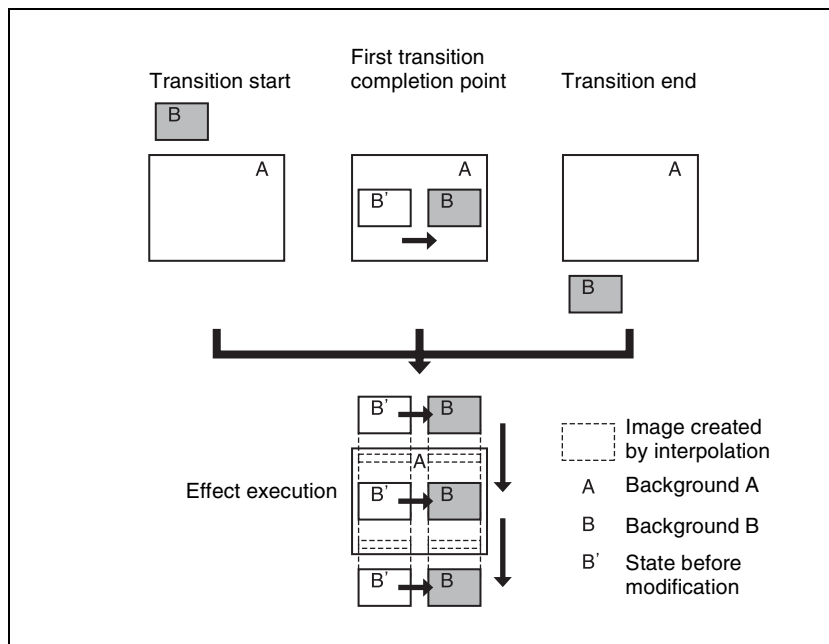 Transition start
First transition
completion point
Transition end
B
A
A
B'
B
A
B
B'
B
A
Effect execution
B'
B
B'
B
Image created
by interpolation
A Background A
B Background B
B' State before
modification